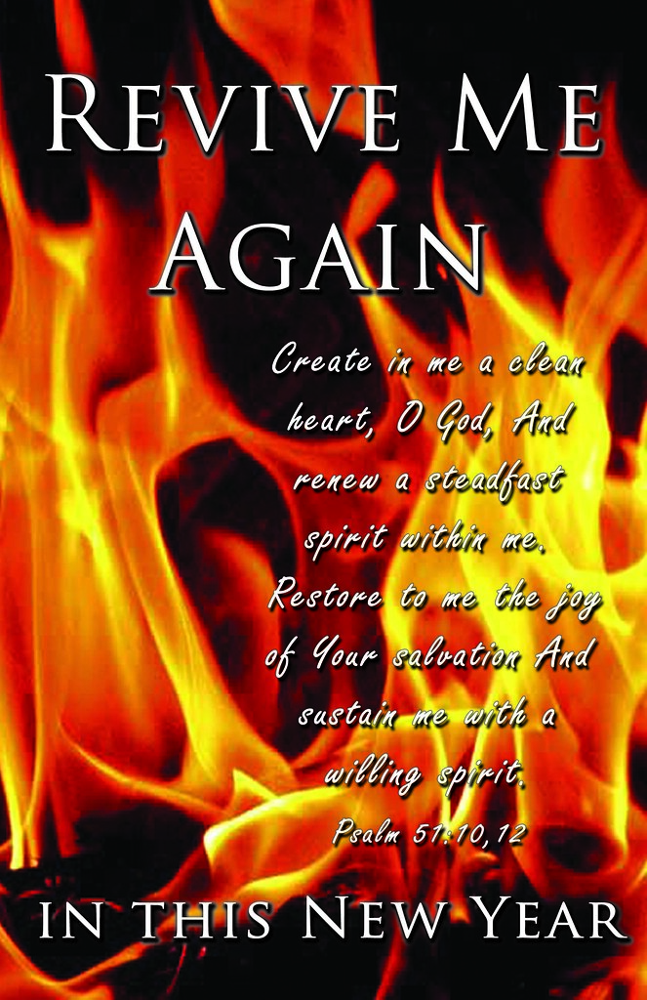 Revive Me
Again
Create in me a clean
heart, O God, And
renew a steadfast
spirit within me.
Restore to me the joy
of Your salvation And
sustain me with a
willing spirit.
Psalm 51:10,12
in this New Year